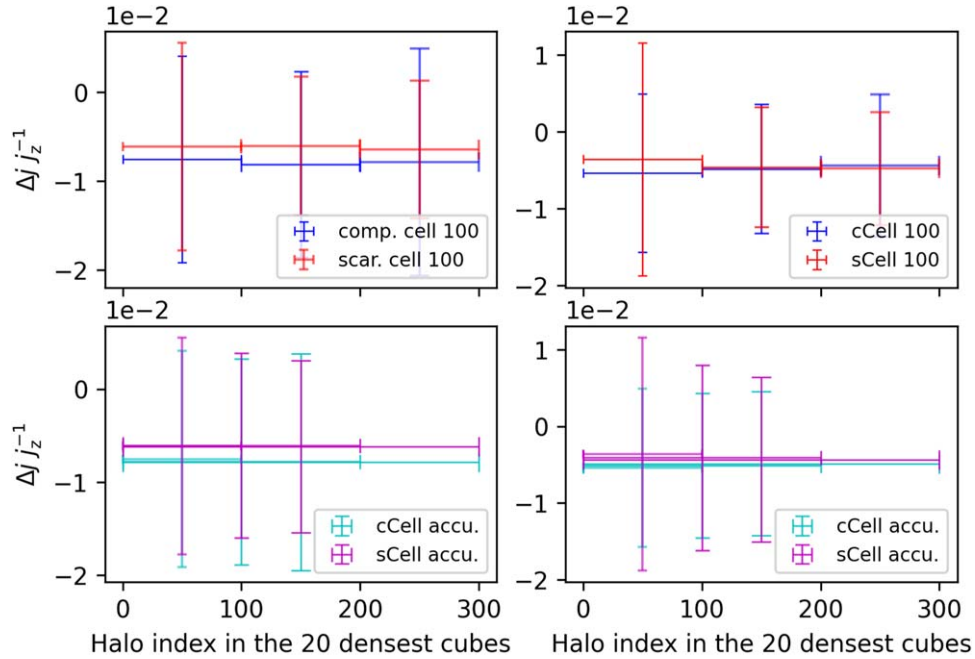 1e−2
0
−1
−2
Δj j_z^{−1}
comp. cell 100
scar. cell 100
1e−2
1
0
−1
−2
cCell 100
sCell 100
1e−2
0
−1
−2
Δj j_z^{−1}
cCell accu.
sCell accu.
0 100 200 300
Halo index in the 20 densest cubes
1e−2
1
0
−1
−2
cCell accu.
sCell accu.
0 100 200 300
Halo index in the 20 densest cubes